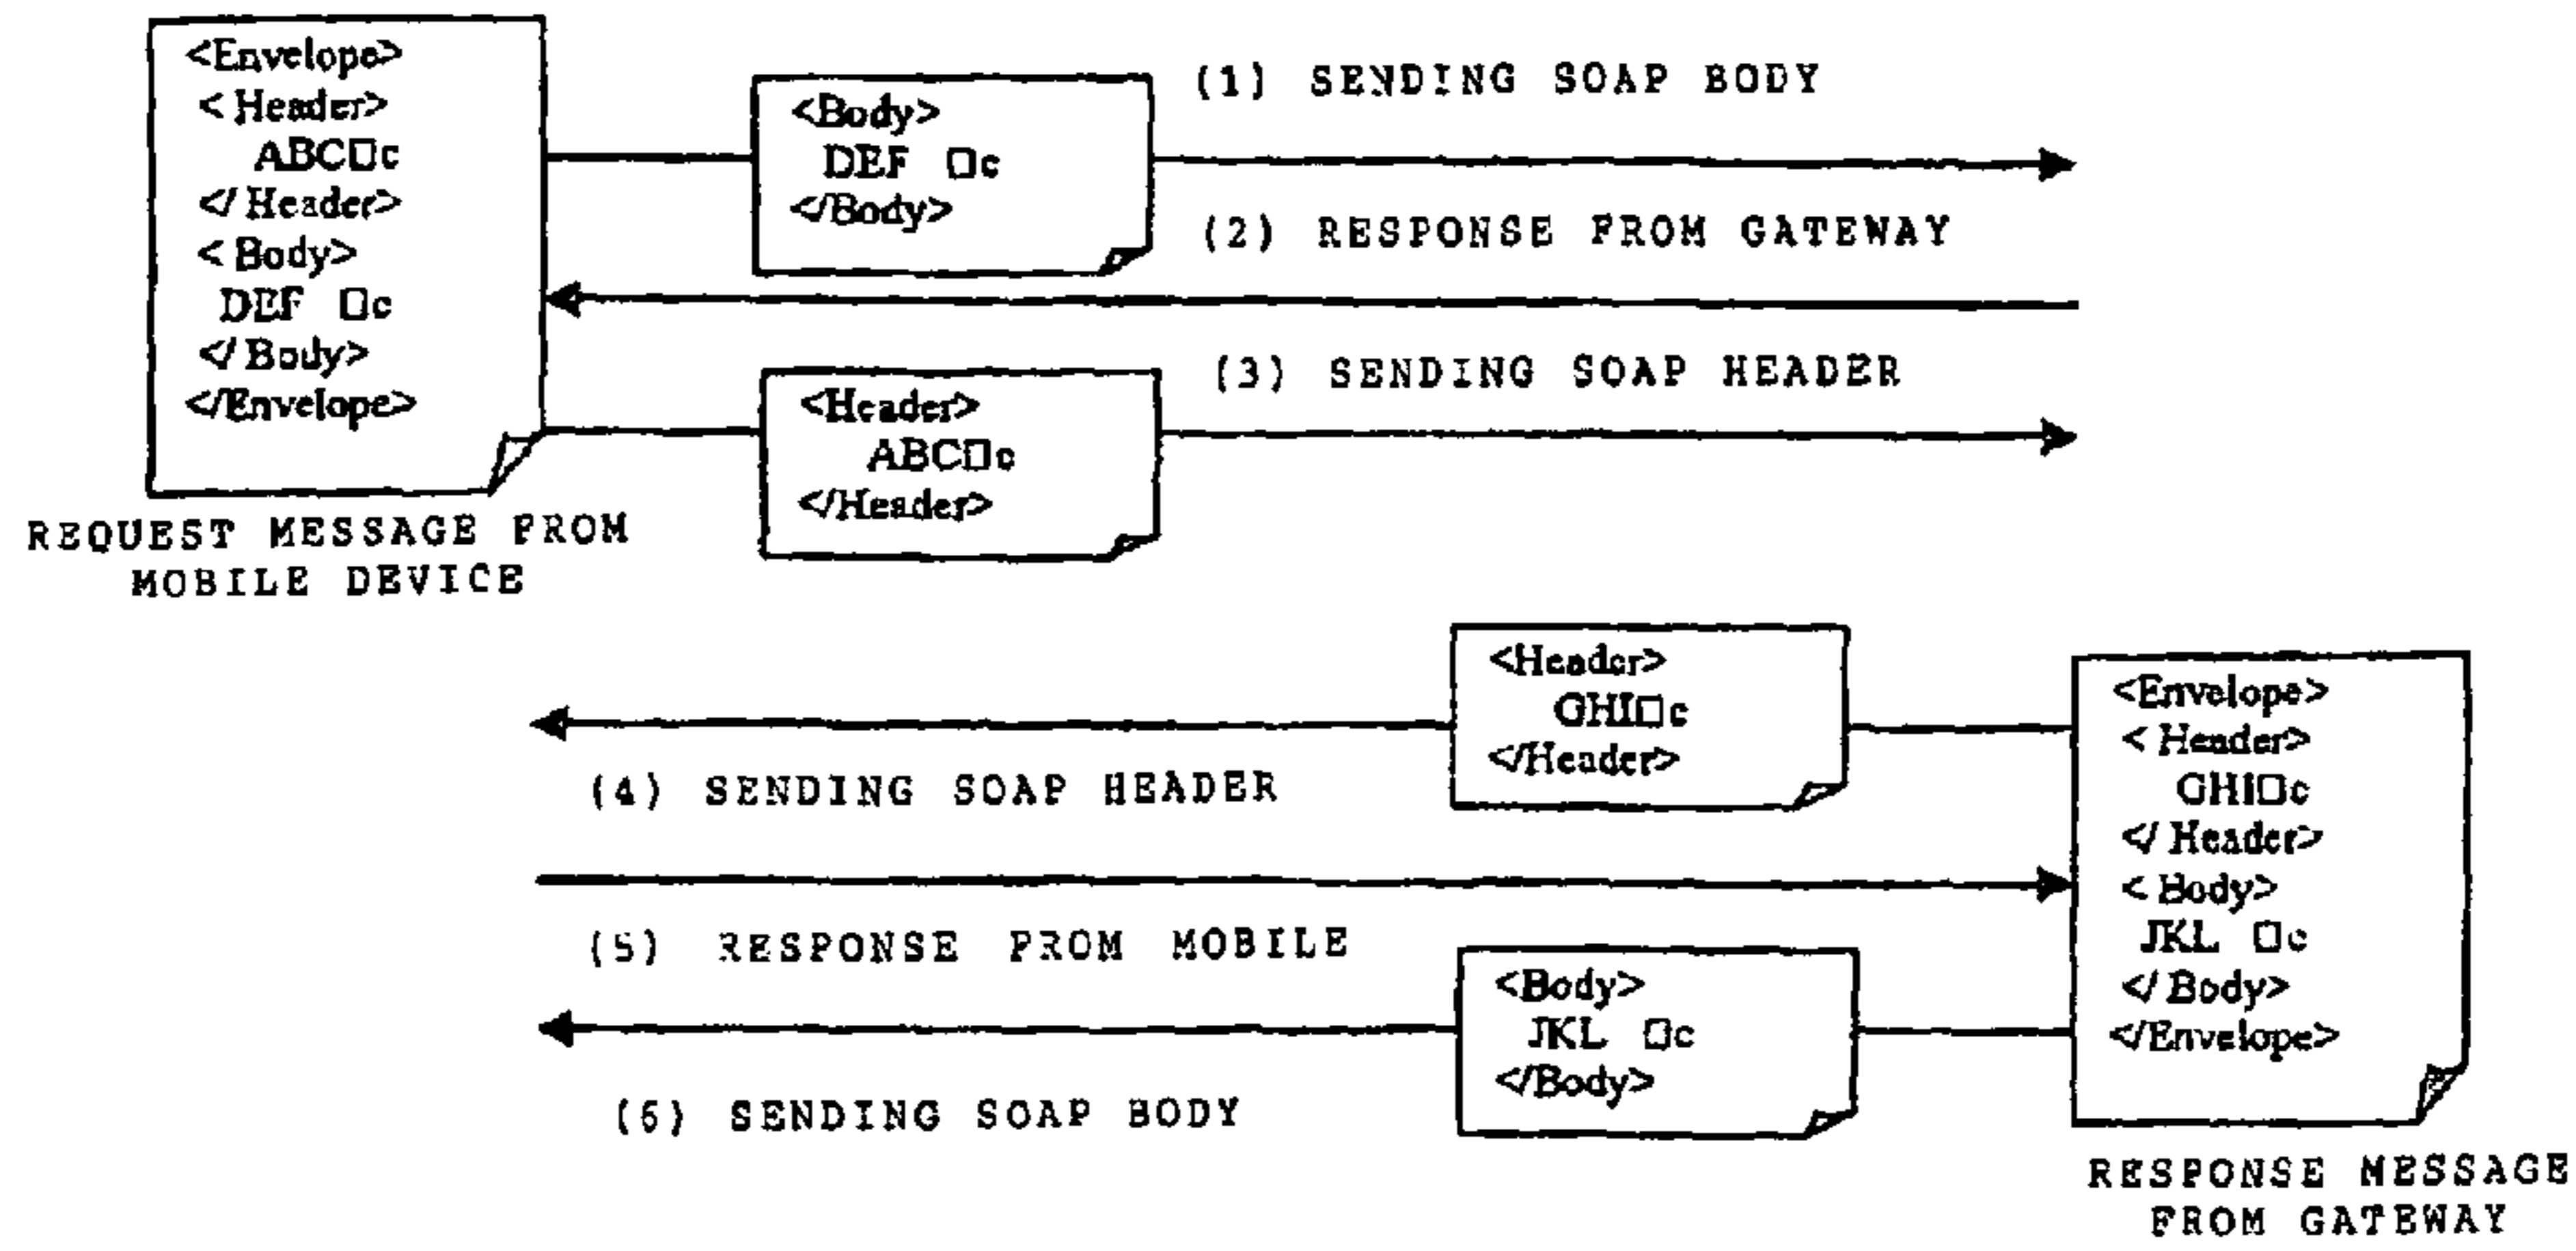 <Envelope>
< Header>
ABC□c
</ Header>
< Body>
DEF □c
</ Body>
</Envelope>
REQUEST MESSAGE FROM
MOBILE DEVICE
<Body>
DEF □c
</Body>
(1) SENDING SOAP BODY
(2) RESPONSE FROM GATEWAY
(3) SENDING SOAP HEADER
<Header>
ABC□c
</Header>
<Header>
GHI□c
</Header>
(4) SENDING SOAP HEADER
(5) RESPONSE FROM MOBILE
<Body>
JKL □c
</Body>
(6) SENDING SOAP BODY
<Envelope>
< Header>
GHI□c
</ Header>
< Body>
JKL □c
</ Body>
</Envelope>
RESPONSE MESSAGE
FROM GATEWAY